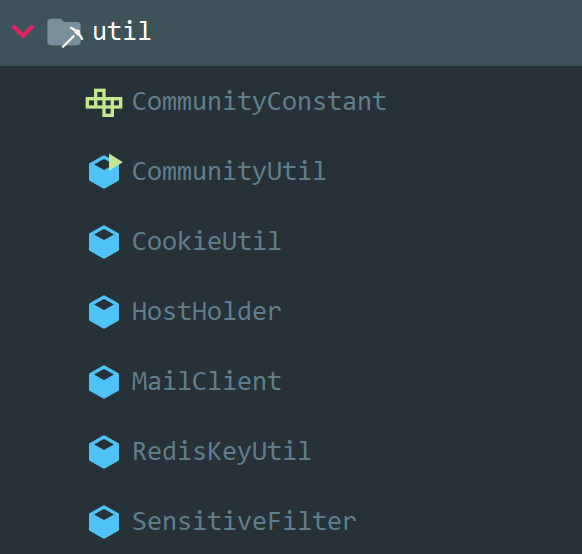 util
CommunityConstant
CommunityUtil
CookieUtil
HostHolder
MailClient
RedisKeyUtil
SensitiveFilter